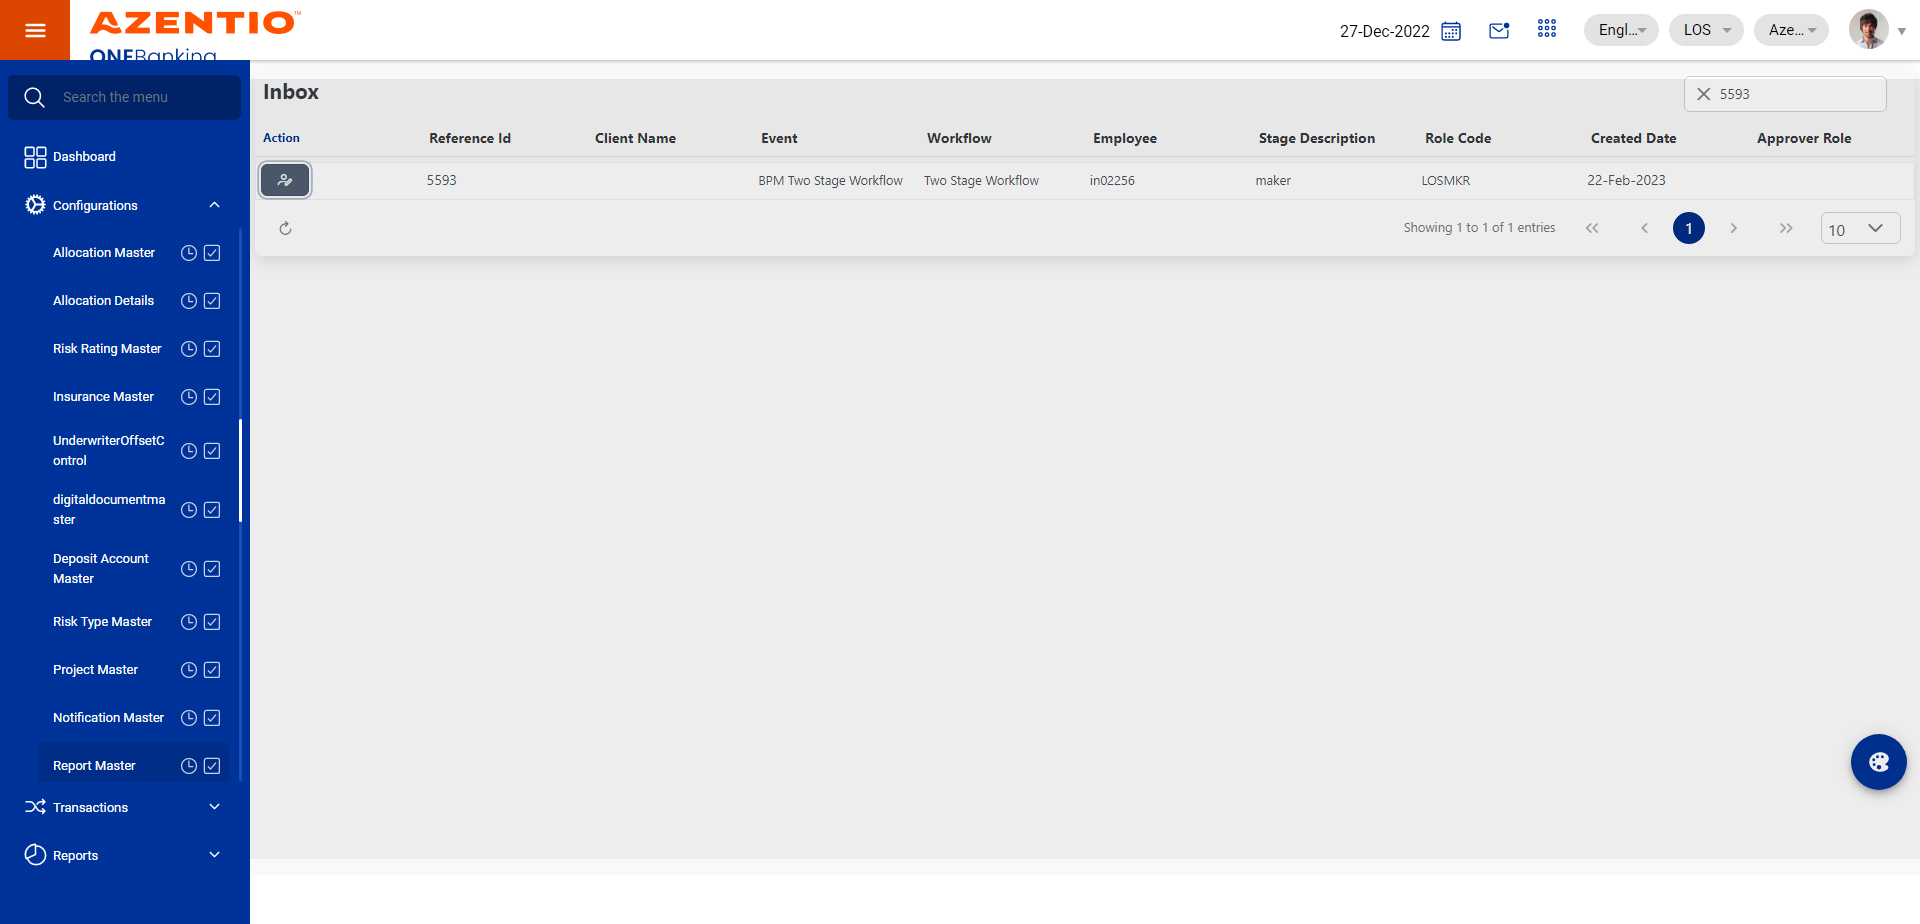 AZENTIO™
ONEBanking
27-Dec-2022
Engl...
LOS
Aze...
Search the menu
Dashboard
Configurations
Allocation Master
Allocation Details
Risk Rating Master
Insurance Master
UnderwriterOffsetC
ontrol
digitaldocumentma
ster
Deposit Account
Master
Risk Type Master
Project Master
Notification Master
Report Master
Transactions
Reports
Inbox
5593
Action Reference Id Client Name Event Workflow Employee Stage Description Role Code Created Date Approver Role
5593 BPM Two Stage Workflow Two Stage Workflow in02256 maker LOSMKR 22-Feb-2023
Showing 1 to 1 of 1 entries
1
10